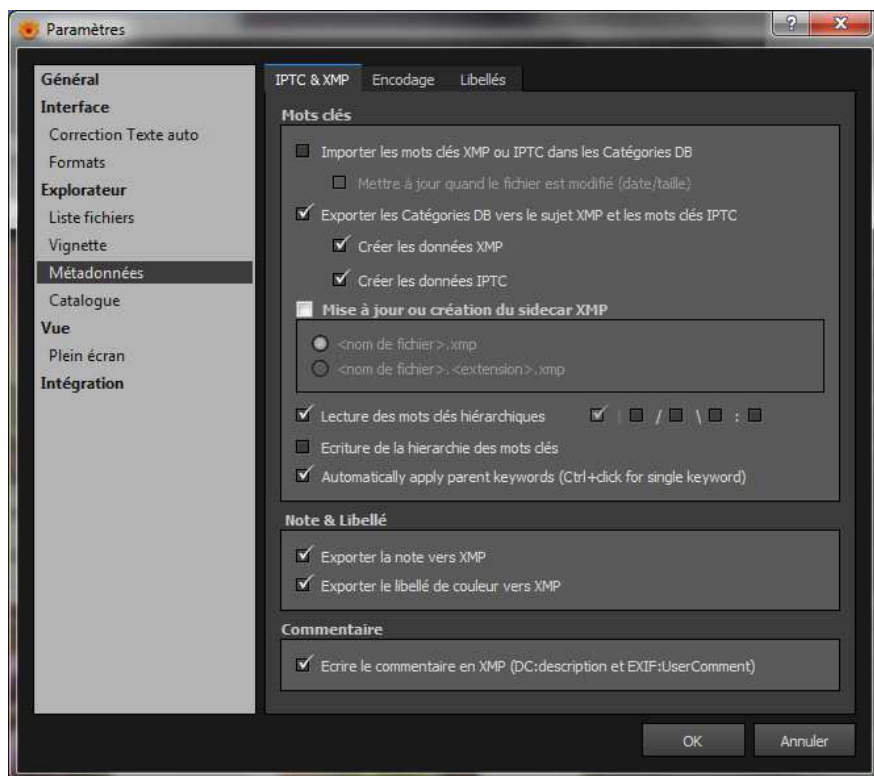 Paramètres
?
X
Général
Interface
Correction Texte auto
Formats
Explorateur
Liste fichiers
Vignette
Métadonnées
Catalogue
Vue
Plein écran
Intégration
IPTC & XMP Encodage Libellés
Mots clés
Importer les mots clés XMP ou IPTC dans les Catégories DB
Mettre à jour quand le fichier est modifié (date/taille)
Exporter les Catégories DB vers le sujet XMP et les mots clés IPTC
Créer les données XMP
Créer les données IPTC
Mise à jour ou création du sidecar XMP
<nom de fichier>.xmp
<nom de fichier>.<extension>.xmp
Lecture des mots clés hiérarchiques | / \ :
Ecriture de la hierarchie des mots clés
Automatically apply parent keywords (Ctrl+click for single keyword)
Note & Libellé
Exporter la note vers XMP
Exporter le libellé de couleur vers XMP
Commentaire
Ecrire le commentaire en XMP (DC:description et EXIF:UserComment)
OK Annuler